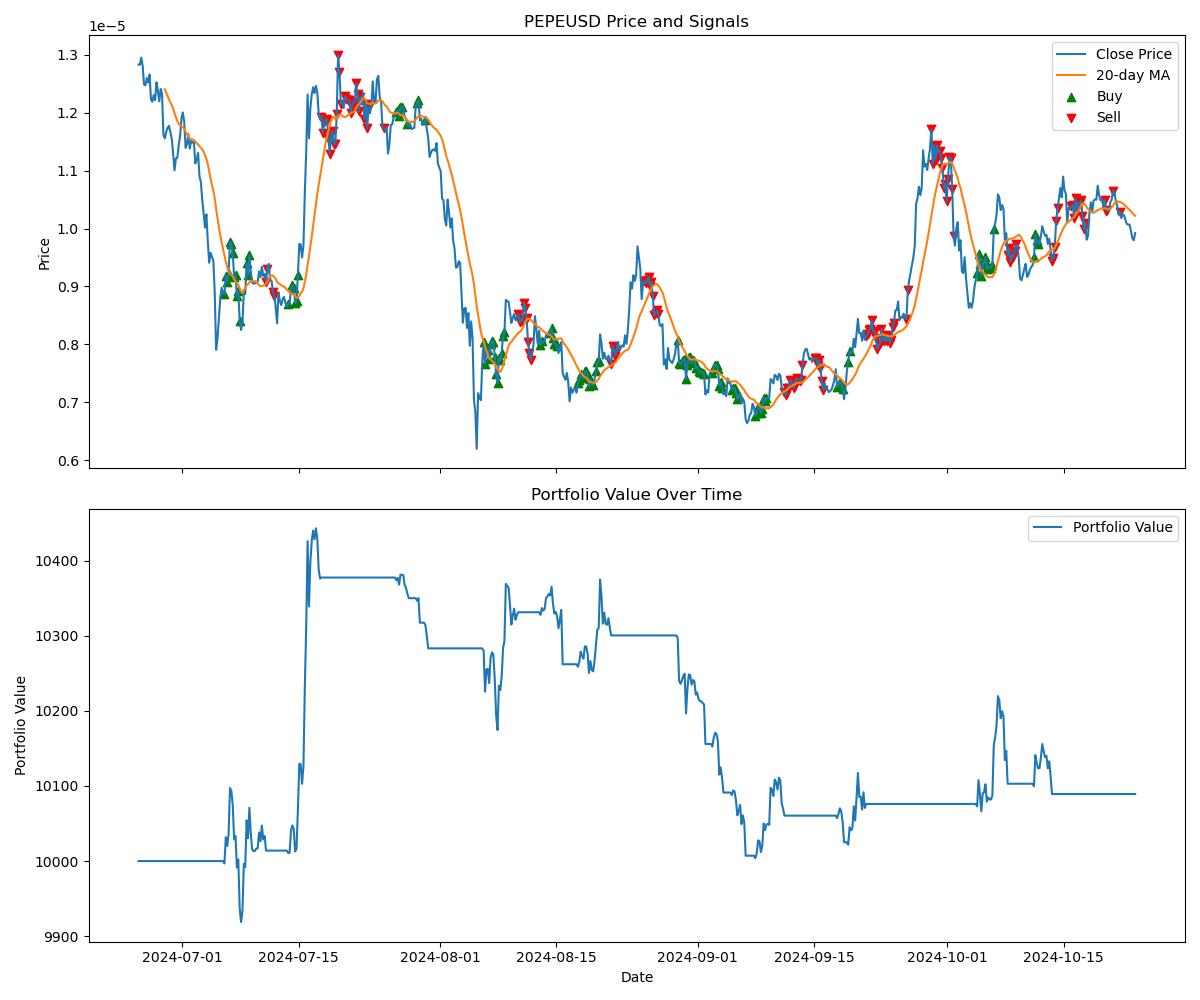 PEPEUSD Price and Signals
1e−5
1.3
1.2
1.1
1.0
0.9
0.8
0.7
0.6
Price
Close Price
20-day MA
Buy
Sell
Portfolio Value Over Time
10400
10300
10200
10100
10000
9900
Portfolio Value
Portfolio Value
2024-07-01
2024-07-15
2024-08-01
2024-08-15
2024-09-01
2024-09-15
2024-10-01
2024-10-15
Date